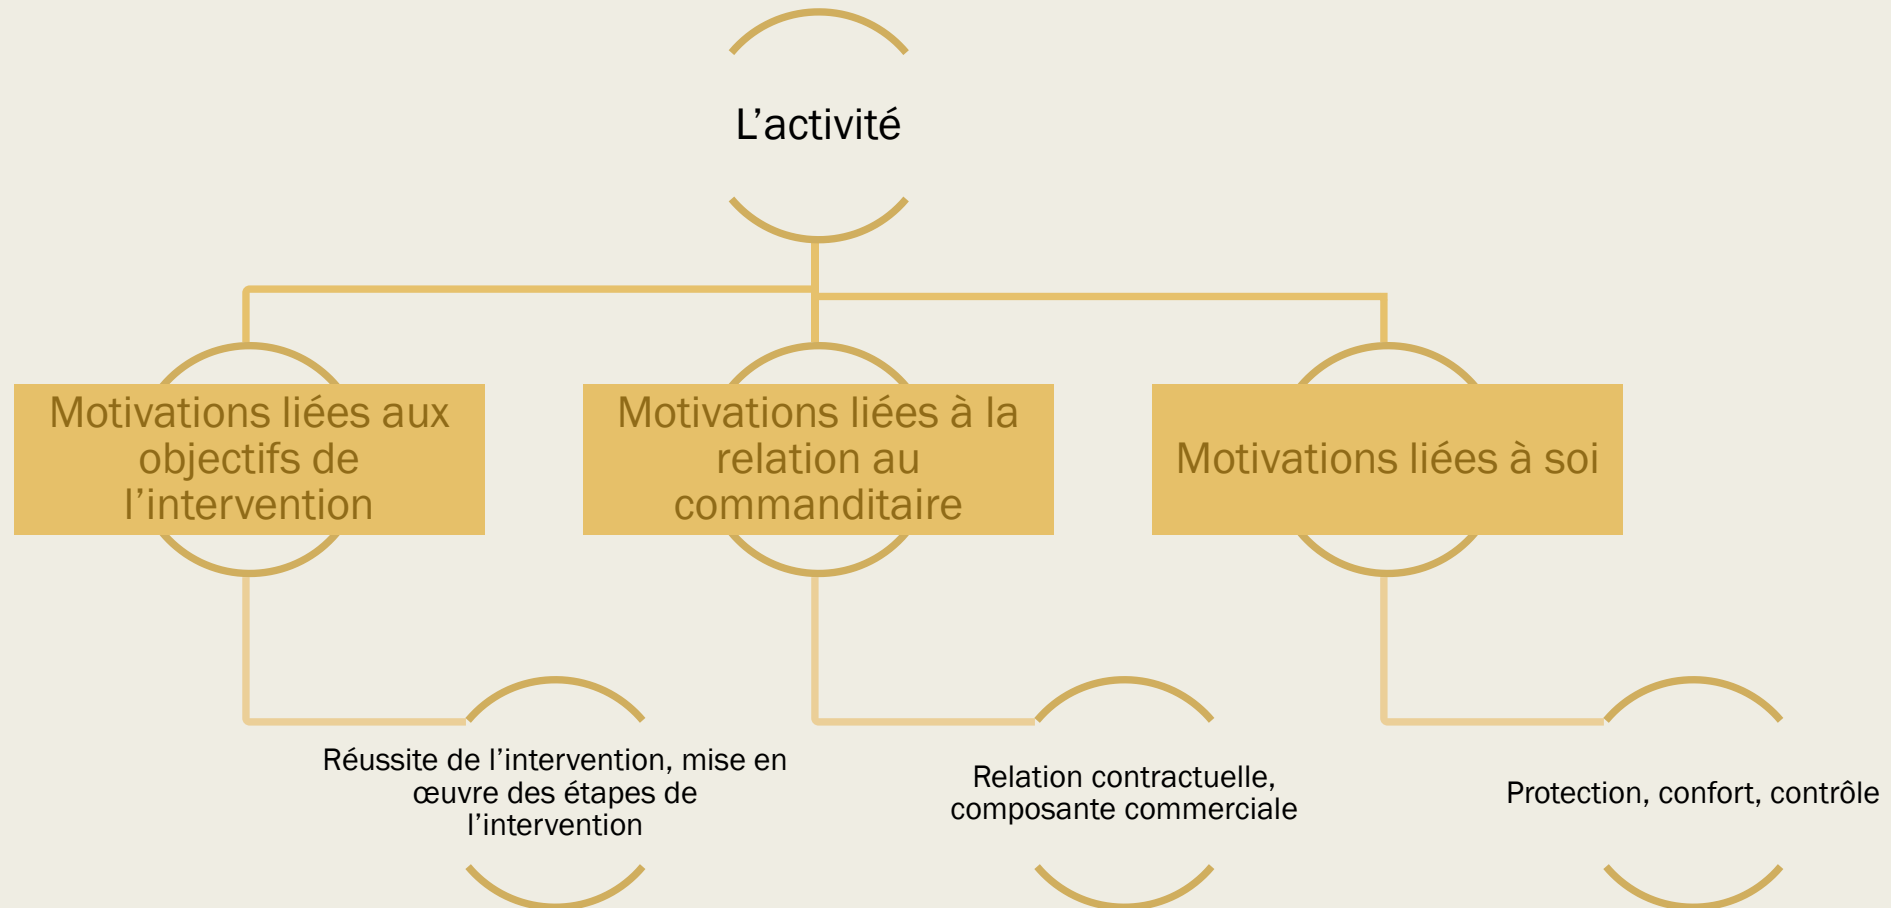 L’activité
Motivations liées aux
objectifs de
l’intervention
Motivations liées à la
relation au
commanditaire
Motivations liées à soi
Réussite de l’intervention, mise en
œuvre des étapes de
l’intervention
Relation contractuelle,
composante commerciale
Protection, confort, contrôle